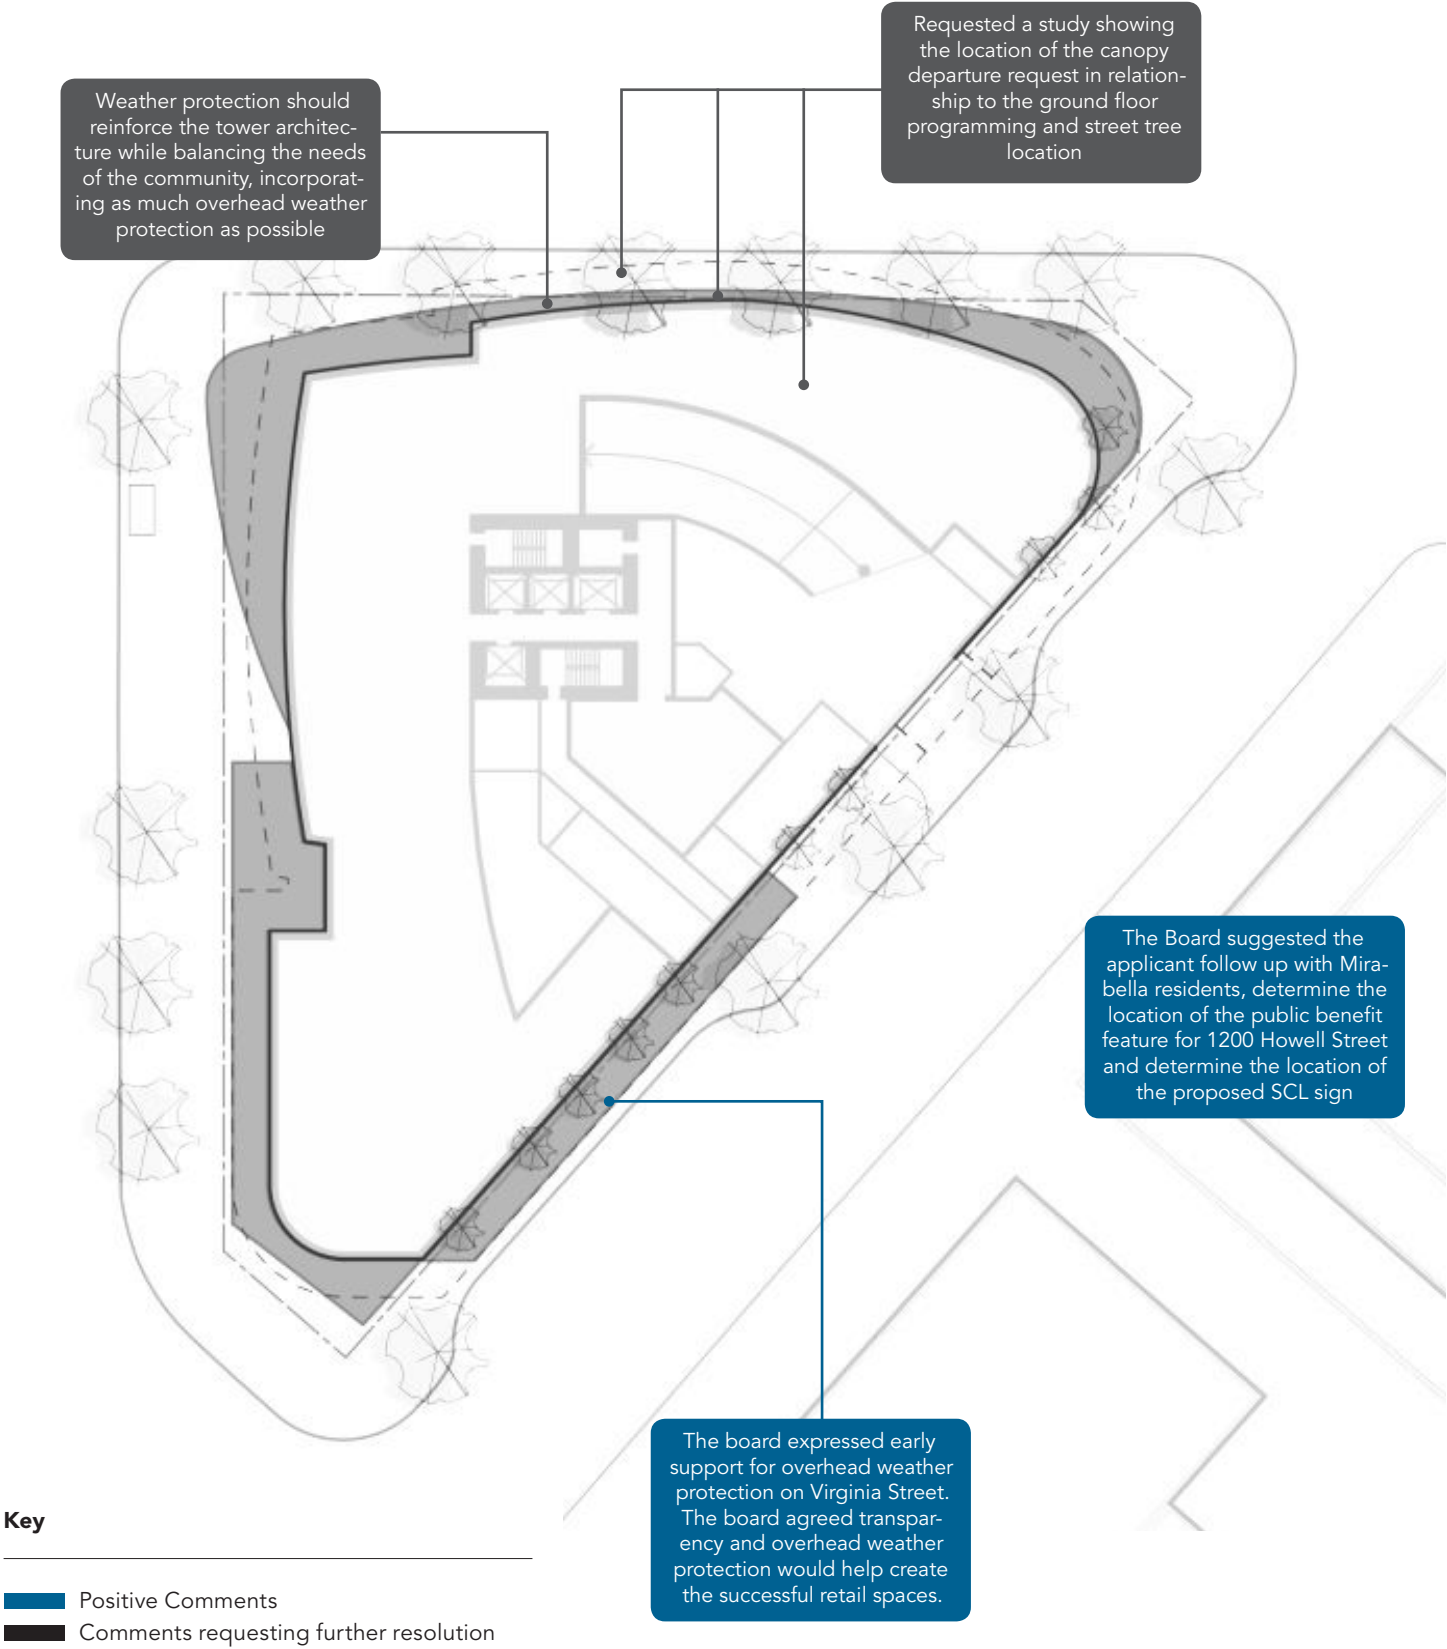 Requested a study showing
the location of the canopy
departure request in relation-
ship to the ground floor
programming and street tree
location
Weather protection should
reinforce the tower architec-
ture while balancing the needs
of the community, incorporat-
ing as much overhead weather
protection as possible
The Board suggested the
applicant follow up with Mira-
bella residents, determine the
location of the public benefit
feature for 1200 Howell Street
and determine the location of
the proposed SCL sign
The board expressed early
support for overhead weather
protection on Virginia Street.
The board agreed transpar-
ency and overhead weather
protection would help create
the successful retail spaces.
Key
Positive Comments
Comments requesting further resolution